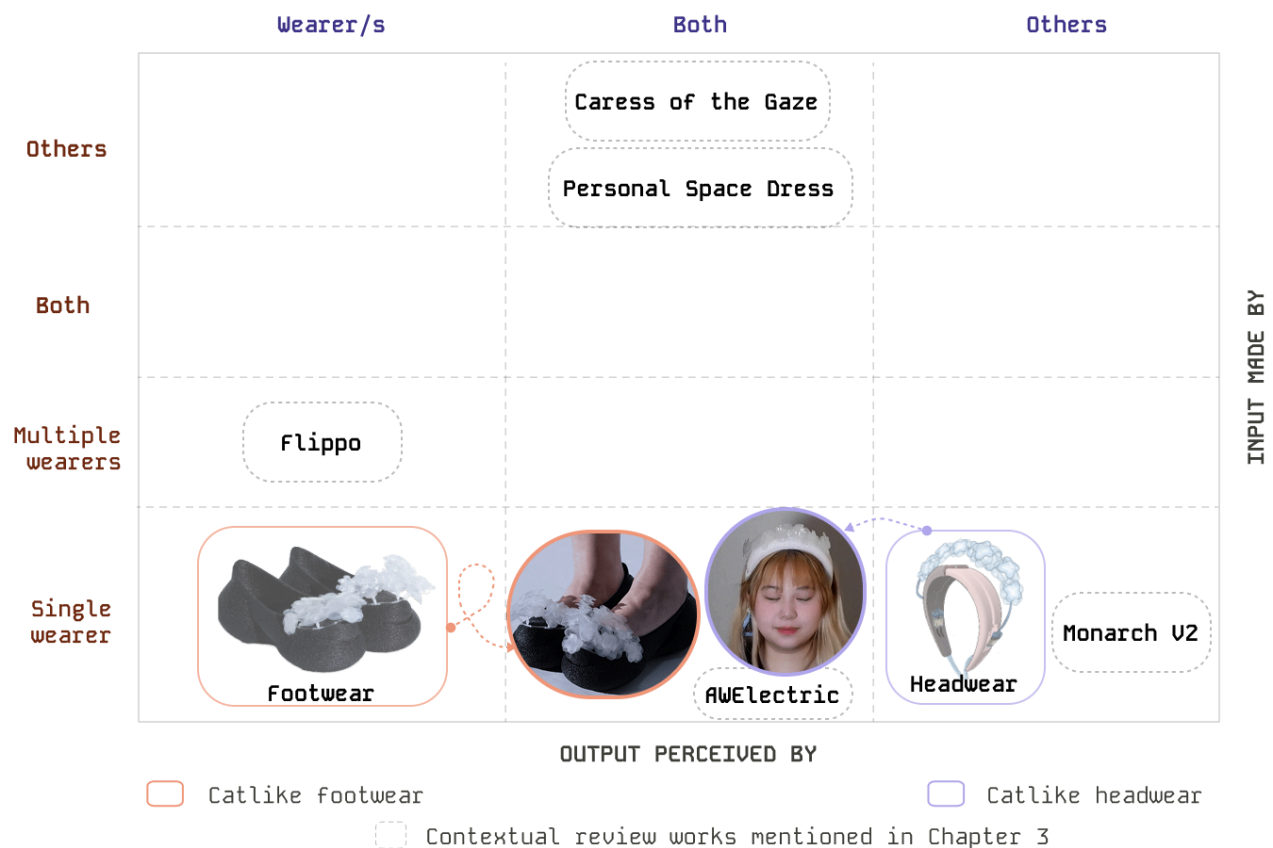 Wearer/s
Both
Others
Others
Caress of the Gaze
Personal Space Dress
Both
Multiple
wearers
Flippo
Single
wearer
Footwear
AWElectric
Headwear
Monarch V2
INPUT MADE BY
OUTPUT PERCEIVED BY
Catlike footwear
Catlike headwear
Contextual review works mentioned in Chapter 3